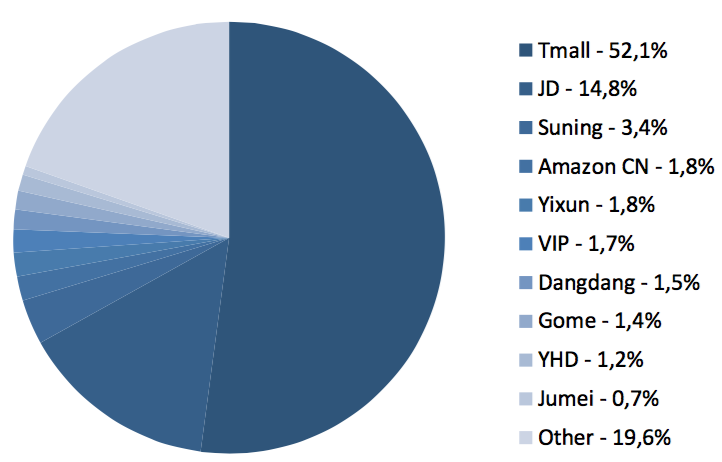 Tmall - 52,1%
JD - 14,8%
Suning - 3,4%
Amazon CN - 1,8%
Yixun - 1,8%
VIP - 1,7%
Dangdang - 1,5%
Gome - 1,4%
YHD - 1,2%
Jumei - 0,7%
Other - 19,6%